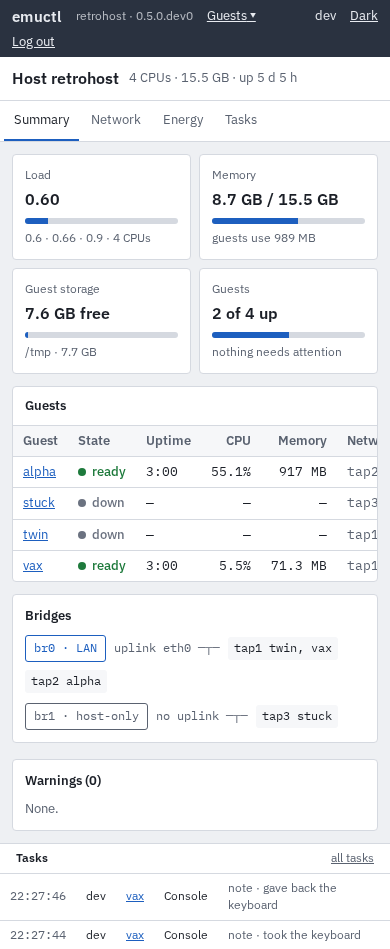 emuctl retrohost · 0.5.0.dev0 Guests ▾ dev Dark
Log out
Host retrohost 4 CPUs · 15.5 GB · up 5 d 5 h
Summary Network Energy Tasks
Load
0.60
0.6 · 0.66 · 0.9 · 4 CPUs
Memory
8.7 GB / 15.5 GB
guests use 989 MB
Guest storage
7.6 GB free
/tmp · 7.7 GB
Guests
2 of 4 up
nothing needs attention
Guests
Guest State Uptime CPU Memory Netw
alpha ready 3:00 55.1% 917 MB tap2
stuck down — — — tap3
twin down — — — tap1
vax ready 3:00 5.5% 71.3 MB tap1
Bridges
br0 · LAN uplink eth0 ─┬─ tap1 twin, vax
tap2 alpha
br1 · host-only no uplink ─┬─ tap3 stuck
Warnings (0)
None.
Tasks all tasks
22:27:46 dev vax Console note · gave back the
keyboard
22:27:44 dev vax Console note · took the keyboard